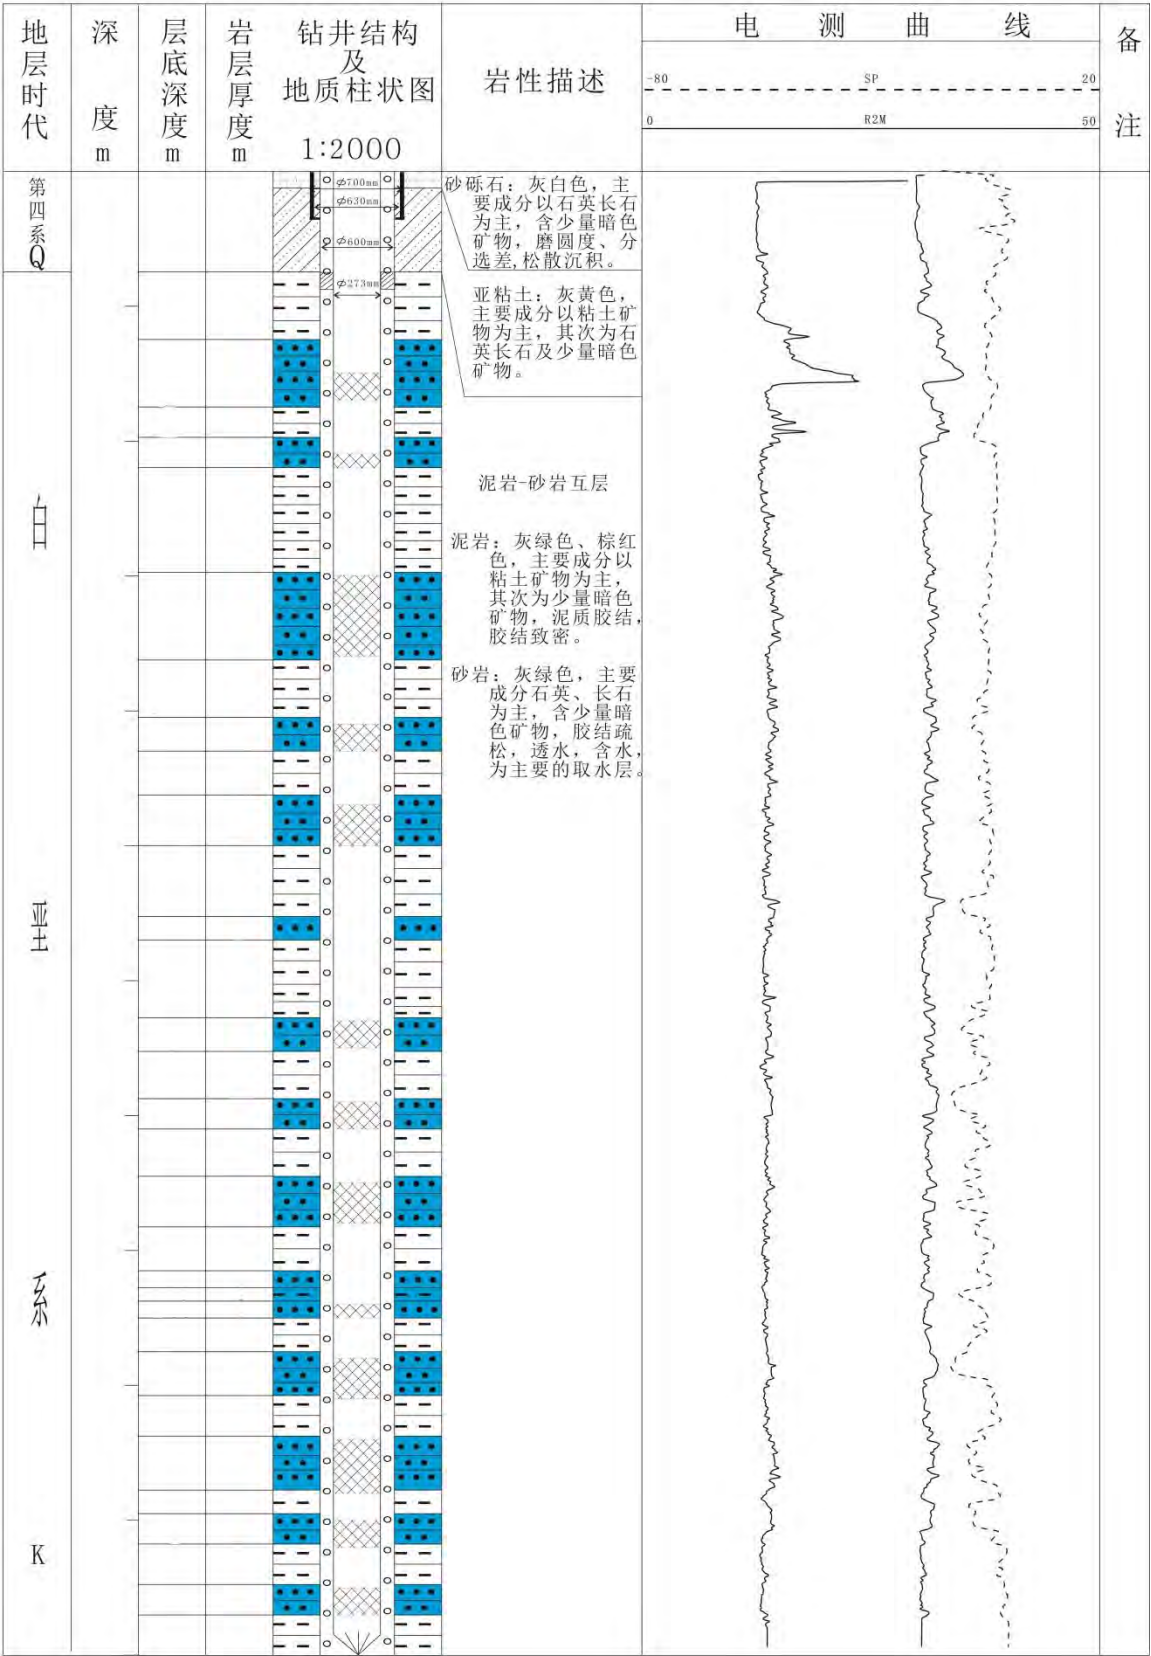 地层时代
深度
m
层底深度
m
岩层厚度
m
钻井结构
及
地质柱状图
1:2000
岩性描述
电测曲线
-80 SP 20
0 R2M 50
备注
第四系
Q
白
垩
系
K
φ700mm
φ630mm
φ600mm
φ273mm
砂砾石：灰白色，主
要成分以石英长石
为主，含少量暗色
矿物，磨圆度、分
选差,松散沉积。
亚粘土：灰黄色，
主要成分以粘土矿
物为主，其次为石
英长石及少量暗色
矿物。
泥岩-砂岩互层
泥岩：灰绿色、棕红
色，主要成分以
粘土矿物为主，
其次为少量暗色
矿物，泥质胶结，
胶结致密。
砂岩：灰绿色，主要
成分石英、长石
为主，含少量暗
色矿物，胶结疏
松，透水，含水，
为主要的取水层。